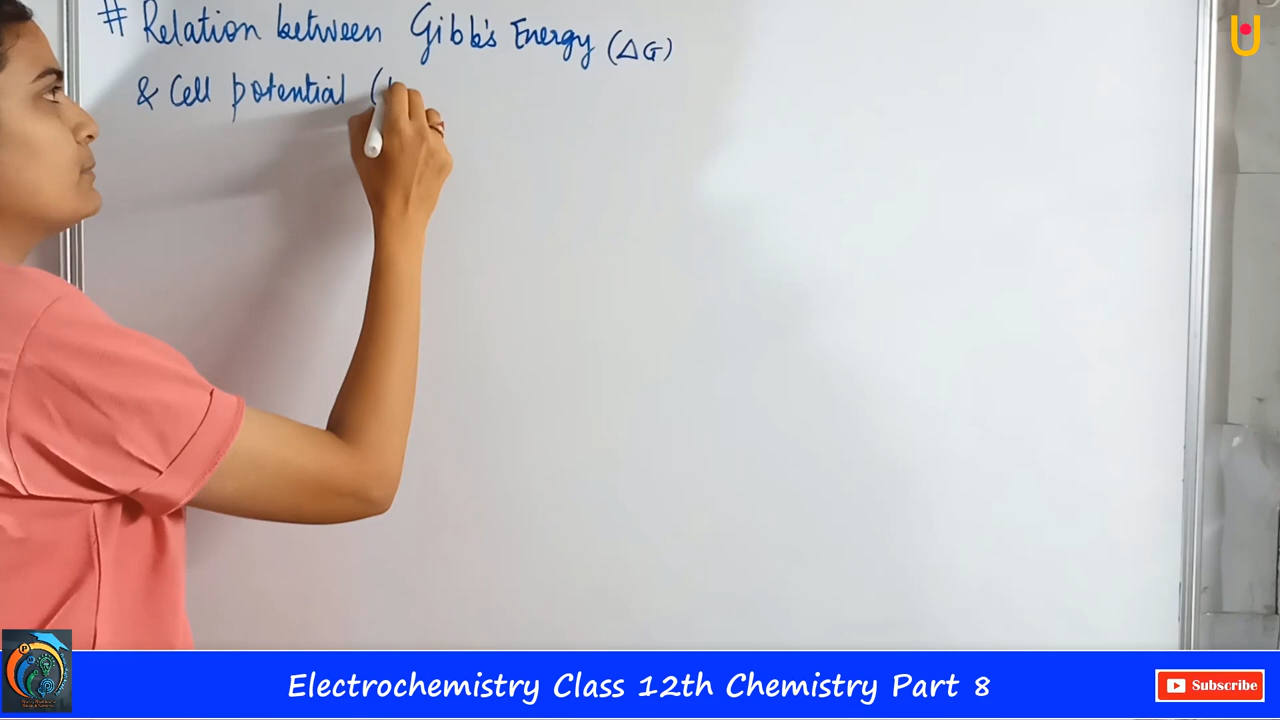 # Relation between Gibb's Energy (ΔG)
& Cell potential (
Electrochemistry Class 12th Chemistry Part 8
Subscribe